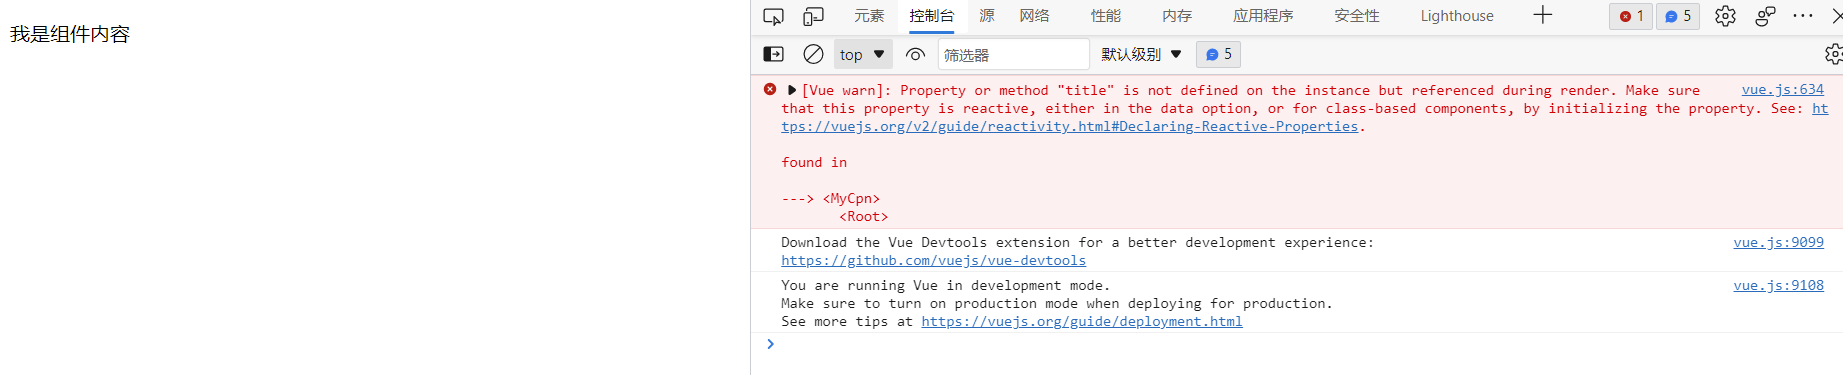 我是组件内容
元素 控制台 源 网络 性能 内存 应用程序 安全性 Lighthouse 1 5
top 筛选器 默认级别 5
[Vue warn]: Property or method "title" is not defined on the instance but referenced during render. Make sure vue.js:634
that this property is reactive, either in the data option, or for class-based components, by initializing the property. See: ht
tps://vuejs.org/v2/guide/reactivity.html#Declaring-Reactive-Properties.
found in
---> <MyCpn>
<Root>
Download the Vue Devtools extension for a better development experience: vue.js:9099
https://github.com/vuejs/vue-devtools
You are running Vue in development mode. vue.js:9108
Make sure to turn on production mode when deploying for production.
See more tips at https://vuejs.org/guide/deployment.html